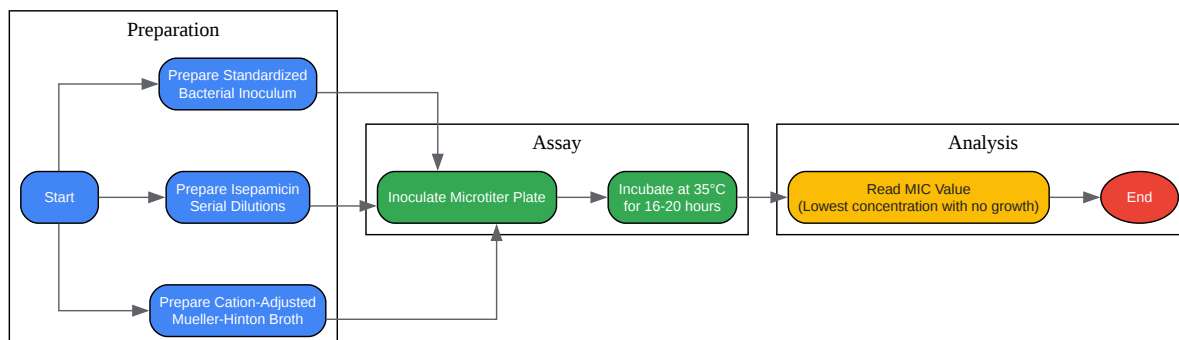 Preparation
Start
Prepare Standardized
Bacterial Inoculum
Prepare Isepamicin
Serial Dilutions
Prepare Cation-Adjusted
Mueller-Hinton Broth
Assay
Inoculate Microtiter Plate
Incubate at 35°C
for 16-20 hours
Analysis
Read MIC Value
(Lowest concentration with no growth)
End